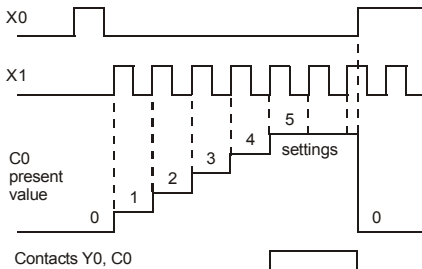 X0
X1
5
4
settings
3
C0
present
value
2
1
0
0
Contacts Y0, C0